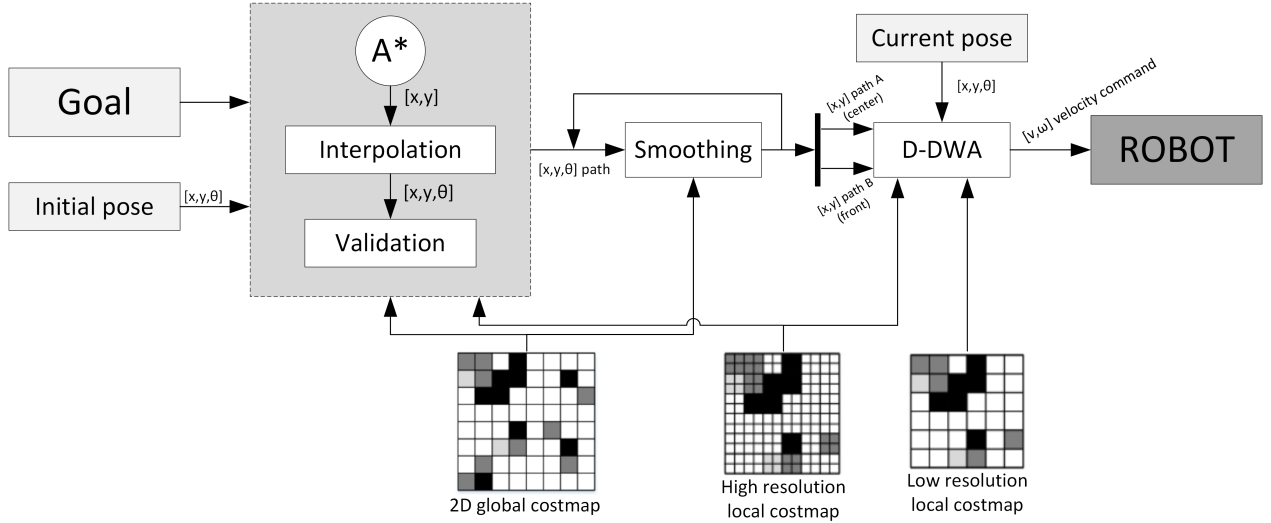 Goal
Initial pose
[x,y,θ]
A*
[x,y]
Interpolation
[x,y,θ]
Validation
[x,y,θ] path
Smoothing
[x,y] path A
(center)
[x,y] path B
(front)
Current pose
[x,y,θ]
D-DWA
[v,ω] velocity command
ROBOT
2D global costmap
High resolution
local costmap
Low resolution
local costmap